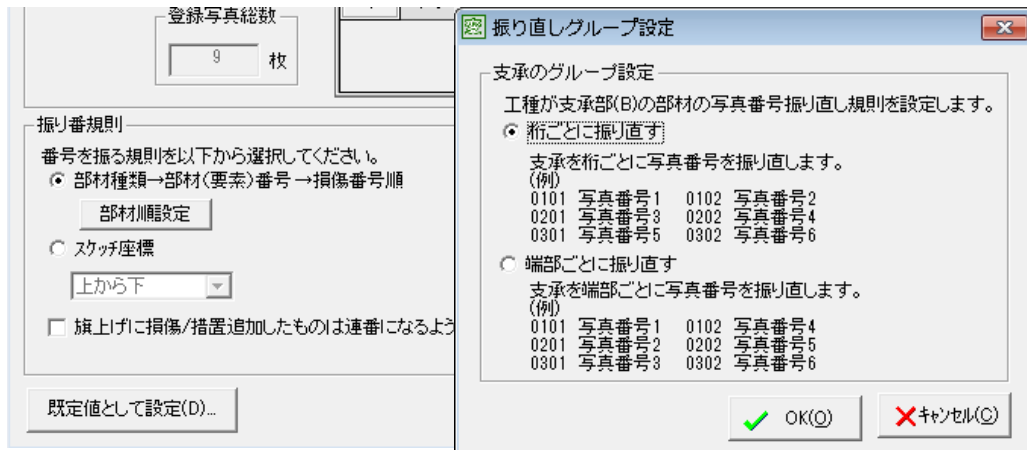 登録写真総数
9 枚
振り番規則
番号を振る規則を以下から選択してください。
部材種類→部材(要素)番号→損傷番号順
部材順設定
スケッチ座標
上から下
旗上げに損傷/措置追加したものは連番になるよう
既定値として設定(D)...
振り直しグループ設定
支承のグループ設定
工種が支承部(B)の部材の写真番号振り直し規則を設定します。
桁ごとに振り直す
支承を桁ごとに写真番号を振り直します。
(例)
0101 写真番号1 0102 写真番号2
0201 写真番号3 0202 写真番号4
0301 写真番号5 0302 写真番号6
端部ごとに振り直す
支承を端部ごとに写真番号を振り直します。
(例)
0101 写真番号1 0102 写真番号4
0201 写真番号2 0202 写真番号5
0301 写真番号3 0302 写真番号6
OK(O)
キャンセル(C)